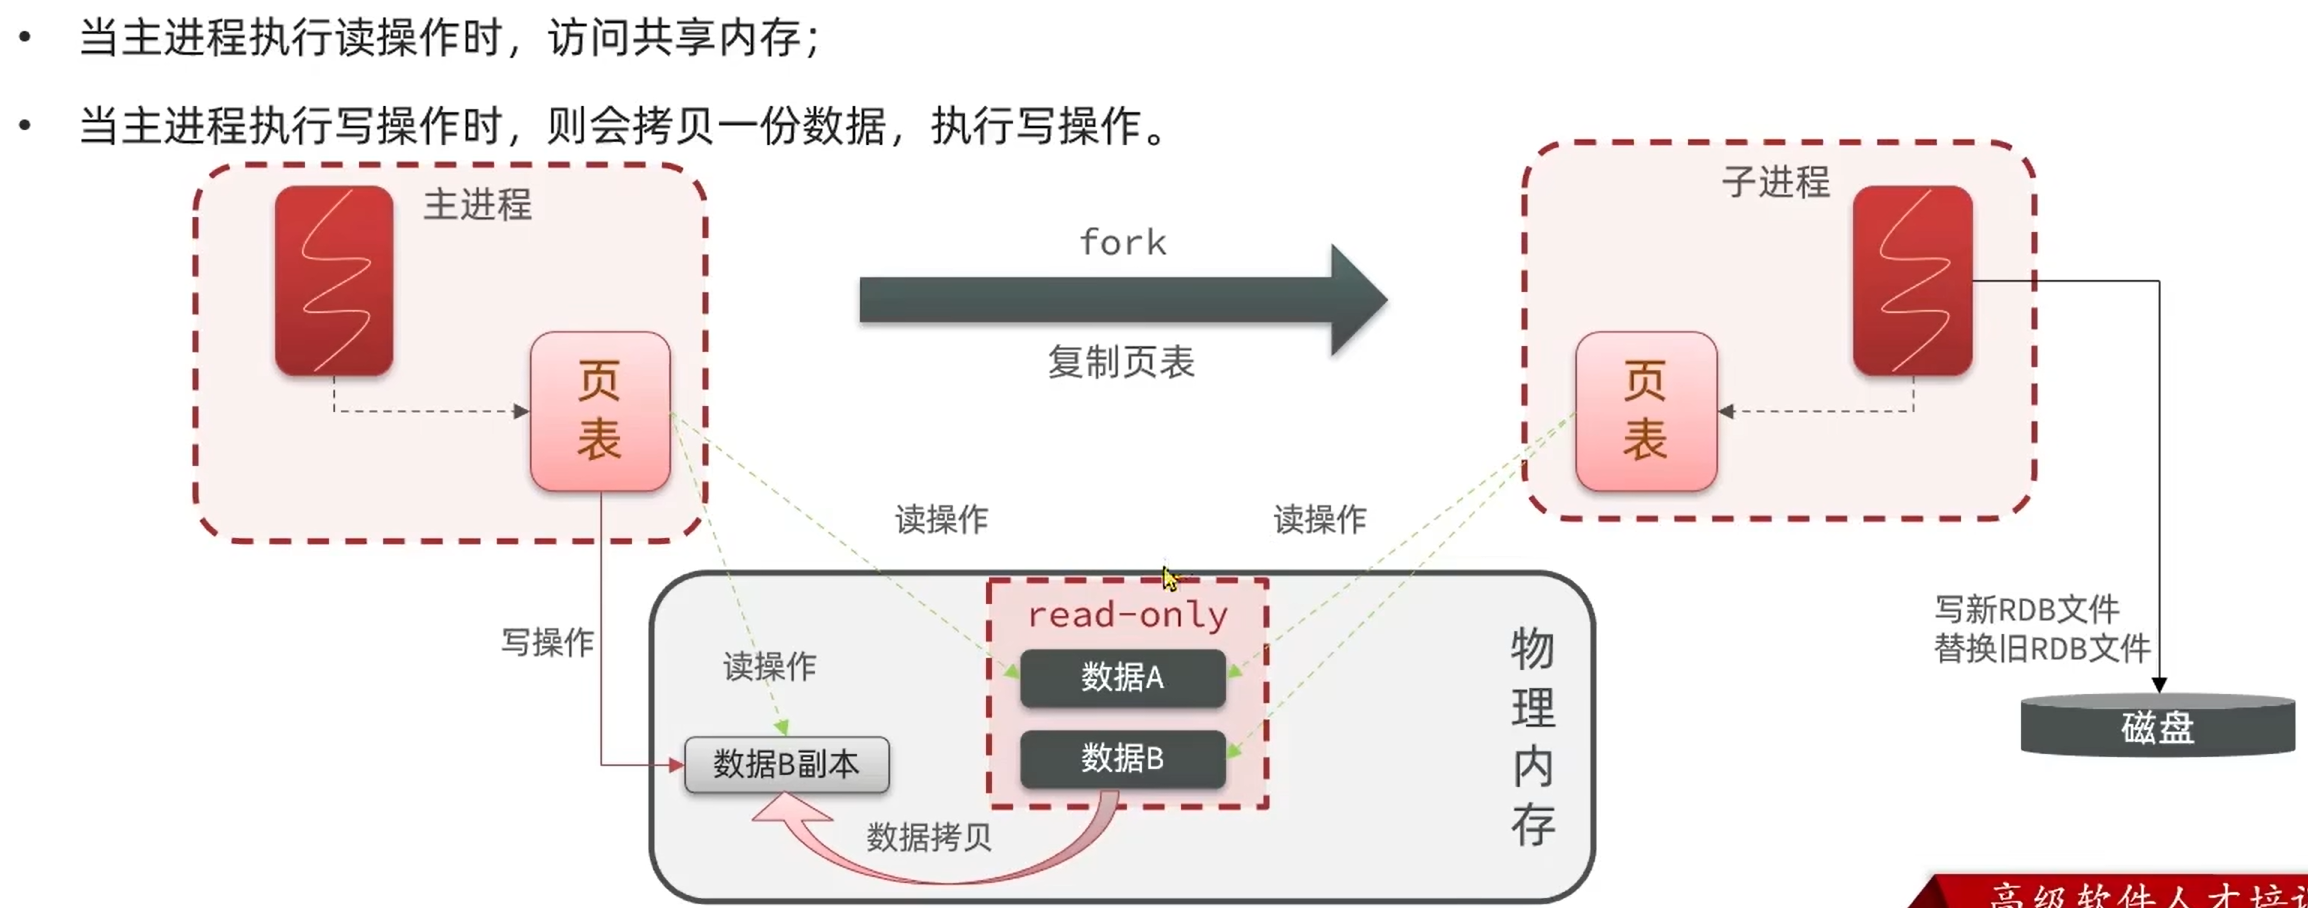 • 当主进程执行读操作时，访问共享内存；
• 当主进程执行写操作时，则会拷贝一份数据，执行写操作。
主进程
页
表
fork
复制页表
子进程
页
表
读操作
读操作
写操作
读操作
read-only
数据A
数据B
数据B副本
数据拷贝
物
理
内
存
写新RDB文件
替换旧RDB文件
磁盘
高级软件人才培